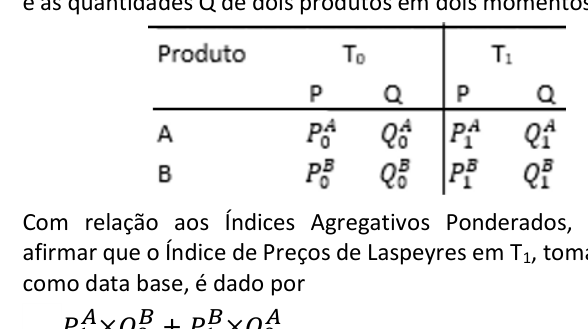 e as quantidades Q de dois produtos em dois momentos
Produto T₀ T₁
P Q P Q
A P₀ᴬ Q₀ᴬ P₁ᴬ Q₁ᴬ
B P₀ᴮ Q₀ᴮ P₁ᴮ Q₁ᴮ
Com relação aos Índices Agregativos Ponderados,
afirmar que o Índice de Preços de Laspeyres em T₁,
como data base, é dado por